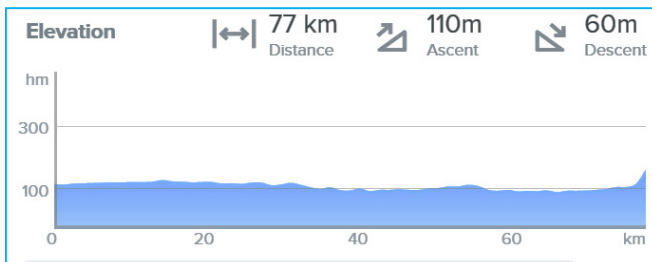 Elevation
77 km
Distance
110m
Ascent
60m
Descent
hm
300
100
0 20 40 60 km